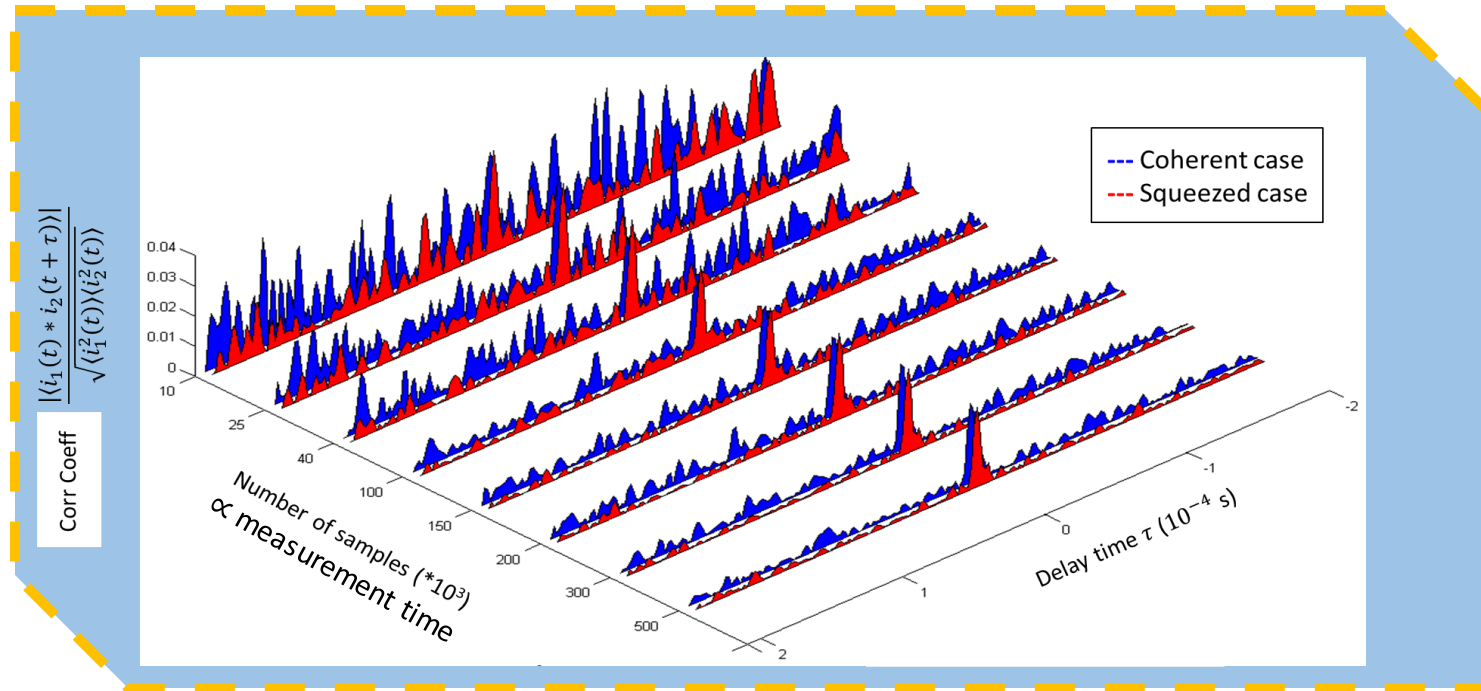 Coherent case
Squeezed case
|⟨i₁(t) * i₂(t + τ)⟩|
√⟨i₁²(t)⟩⟨i₂²(t)⟩
Corr Coeff
0.04
0.03
0.02
0.01
0
10
25
40
100
150
200
300
500
Number of samples (*10³)
∝ measurement time
-2
-1
0
1
2
Delay time τ (10⁻⁴ s)